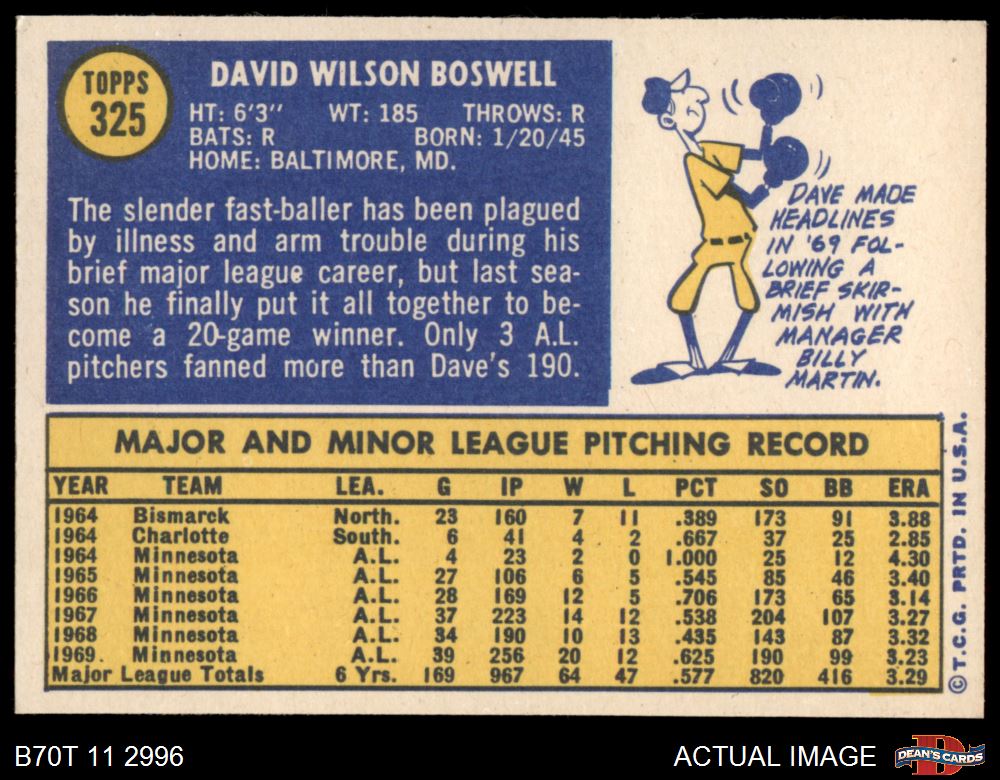 TOPPS
325
DAVID WILSON BOSWELL
HT: 6'3" WT: 185 THROWS: R
BATS: R BORN: 1/20/45
HOME: BALTIMORE, MD.
The slender fast-baller has been plagued
by illness and arm trouble during his
brief major league career, but last sea-
son he finally put it all together to be-
come a 20-game winner. Only 3 A.L.
pitchers fanned more than Dave's 190.
DAVE MADE
HEADLINES
IN '69 FOL-
LOWING A
BRIEF SKIR-
MISH WITH
MANAGER
BILLY
MARTIN.
MAJOR AND MINOR LEAGUE PITCHING RECORD
YEAR TEAM LEA. G IP W L PCT SO BB ERA
1964 Bismarck North. 23 160 7 11 .389 173 91 3.88
1964 Charlotte South. 6 41 4 2 .667 37 25 2.85
1964 Minnesota A.L. 4 23 2 0 1.000 25 12 4.30
1965 Minnesota A.L. 27 106 6 5 .545 85 46 3.40
1966 Minnesota A.L. 28 169 12 5 .706 173 65 3.14
1967 Minnesota A.L. 37 223 14 12 .538 204 107 3.27
1968 Minnesota A.L. 34 190 10 13 .435 143 87 3.32
1969. Minnesota A.L. 39 256 20 12 .625 190 99 3.23
Major League Totals 6 Yrs. 169 967 64 47 .577 820 416 3.29
© T.C.G. PRTD. IN U.S.A.
B70T 11 2996
ACTUAL IMAGE
D
DEAN'S CARDS